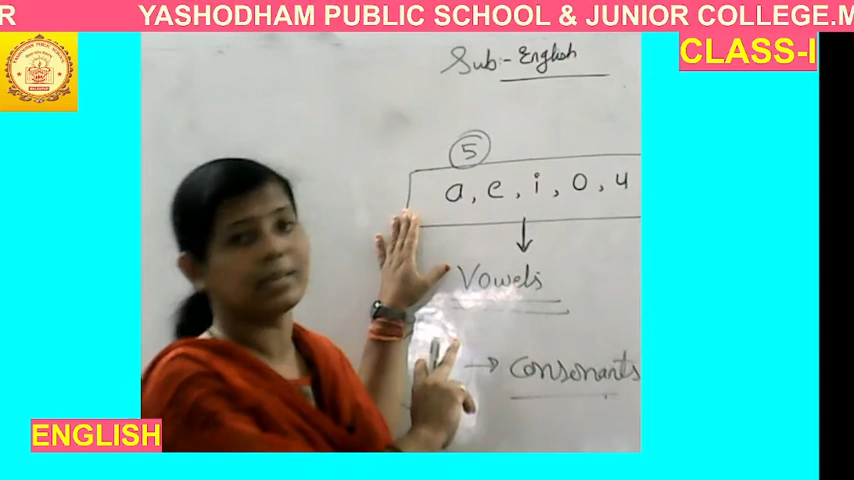 R YASHODHAM PUBLIC SCHOOL & JUNIOR COLLEGE.M
CLASS-I
Sub:- English
5
a, e, i, o, u
Vowels
→ Consonants
ENGLISH